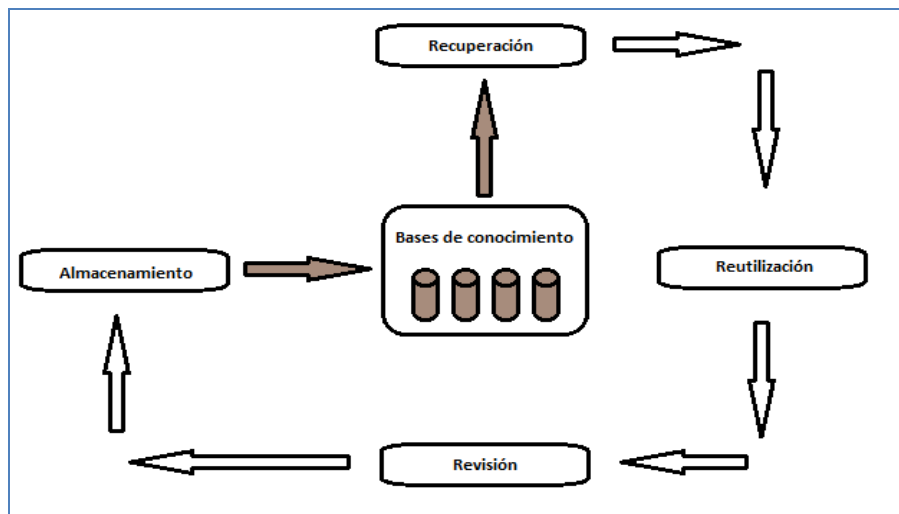 Recuperación
Bases de conocimiento
Almacenamiento
Reutilización
Revisión